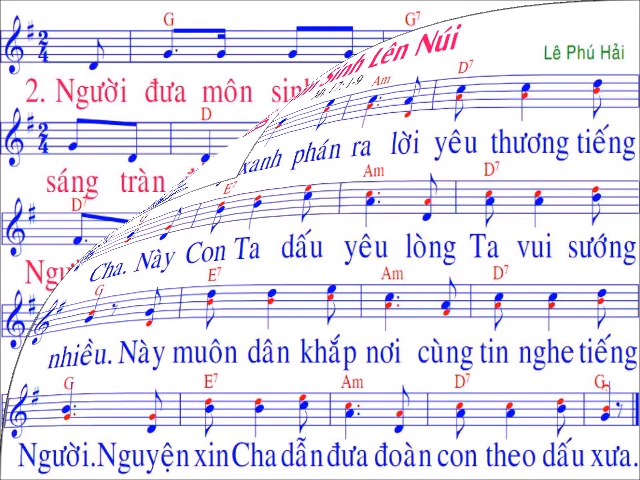 G G7
Sinh Lên Núi
Lê Phú Hải
2. Người đưa môn sinh
17: 1-9 Am D7
xanh phán ra lời yêu thương tiếng
D
sáng tràn
E7 Am D7
D7
Cha. Này Con Ta dấu yêu lòng Ta vui sướng
G E7 Am D7
nhiều. Này muôn dân khắp nơi cùng tin nghe tiếng
G E7 Am D7 G
Người. Nguyện xin Cha dẫn đưa đoàn con theo dấu xưa.